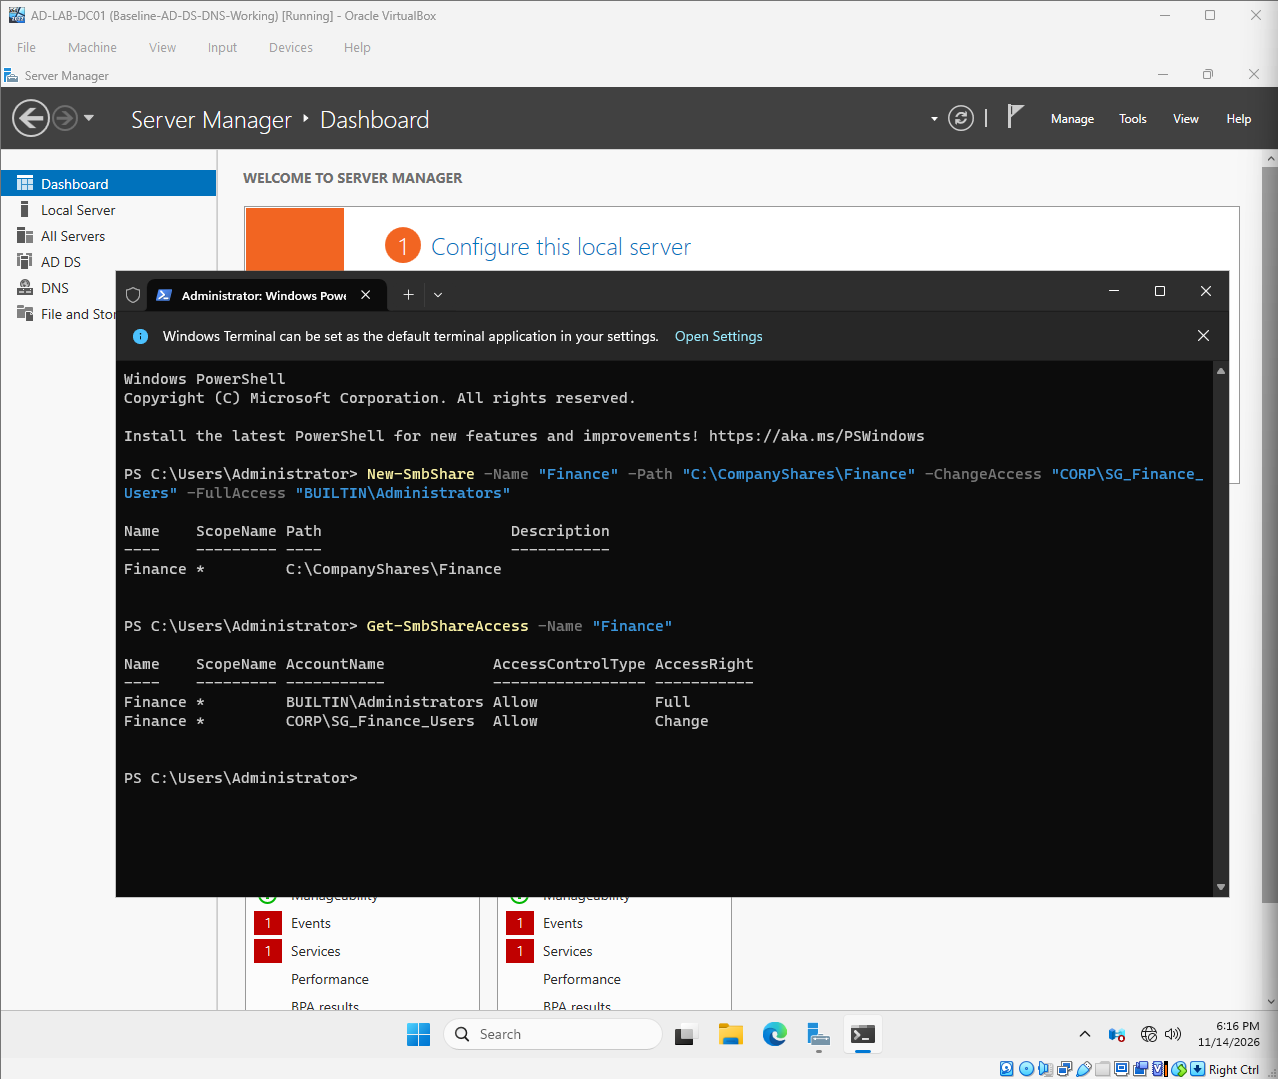 AD-LAB-DC01 (Baseline-AD-DS-DNS-Working) [Running] - Oracle VirtualBox
File Machine View Input Devices Help
Server Manager
Server Manager Dashboard
Manage Tools View Help
Dashboard
Local Server
All Servers
AD DS
DNS
File and Stor
WELCOME TO SERVER MANAGER
1 Configure this local server
Administrator: Windows Powe
Windows Terminal can be set as the default terminal application in your settings. Open Settings
Windows PowerShell
Copyright (C) Microsoft Corporation. All rights reserved.
Install the latest PowerShell for new features and improvements! https://aka.ms/PSWindows
PS C:\Users\Administrator> New-SmbShare -Name "Finance" -Path "C:\CompanyShares\Finance" -ChangeAccess "CORP\SG_Finance_
Users" -FullAccess "BUILTIN\Administrators"
Name ScopeName Path Description
---- --------- ---- -----------
Finance * C:\CompanyShares\Finance
PS C:\Users\Administrator> Get-SmbShareAccess -Name "Finance"
Name ScopeName AccountName AccessControlType AccessRight
---- --------- ----------- ----------------- -----------
Finance * BUILTIN\Administrators Allow Full
Finance * CORP\SG_Finance_Users Allow Change
PS C:\Users\Administrator>
Manageability Manageability
1 Events 1 Events
1 Services 1 Services
Performance Performance
BPA results BPA results
Search
6:16 PM
11/14/2026
Right Ctrl